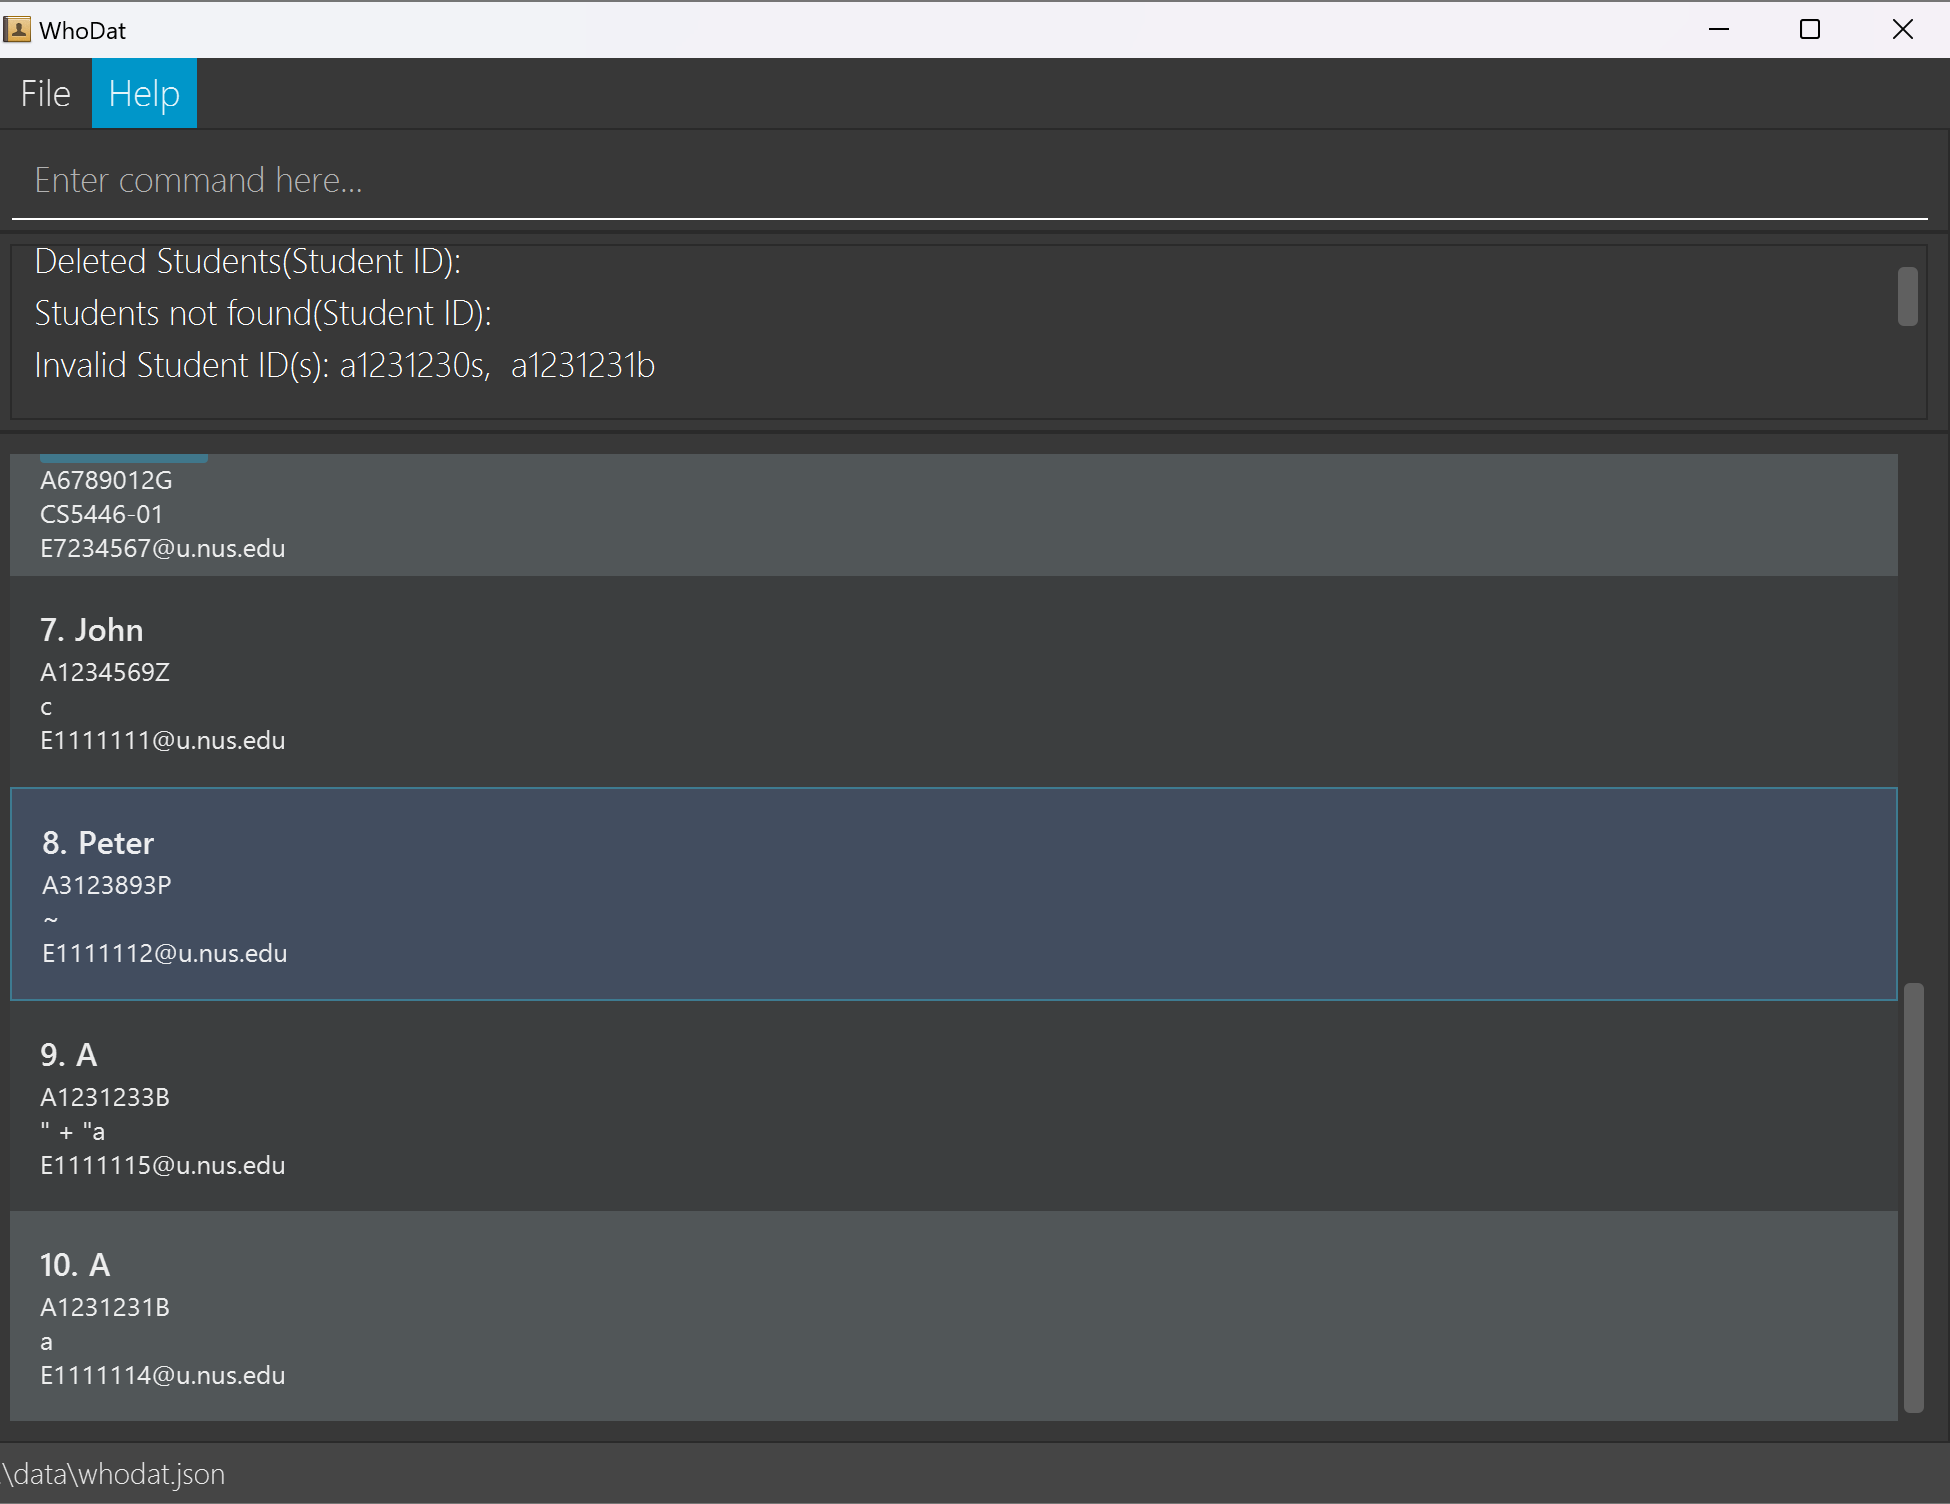 WhoDat
File Help
Enter command here...
Deleted Students(Student ID):
Students not found(Student ID):
Invalid Student ID(s): a1231230s, a1231231b
A6789012G
CS5446-01
E7234567@u.nus.edu
7. John
A1234569Z
c
E1111111@u.nus.edu
8. Peter
A3123893P
~
E1111112@u.nus.edu
9. A
A1231233B
" + "a
E1111115@u.nus.edu
10. A
A1231231B
a
E1111114@u.nus.edu
\data\whodat.json